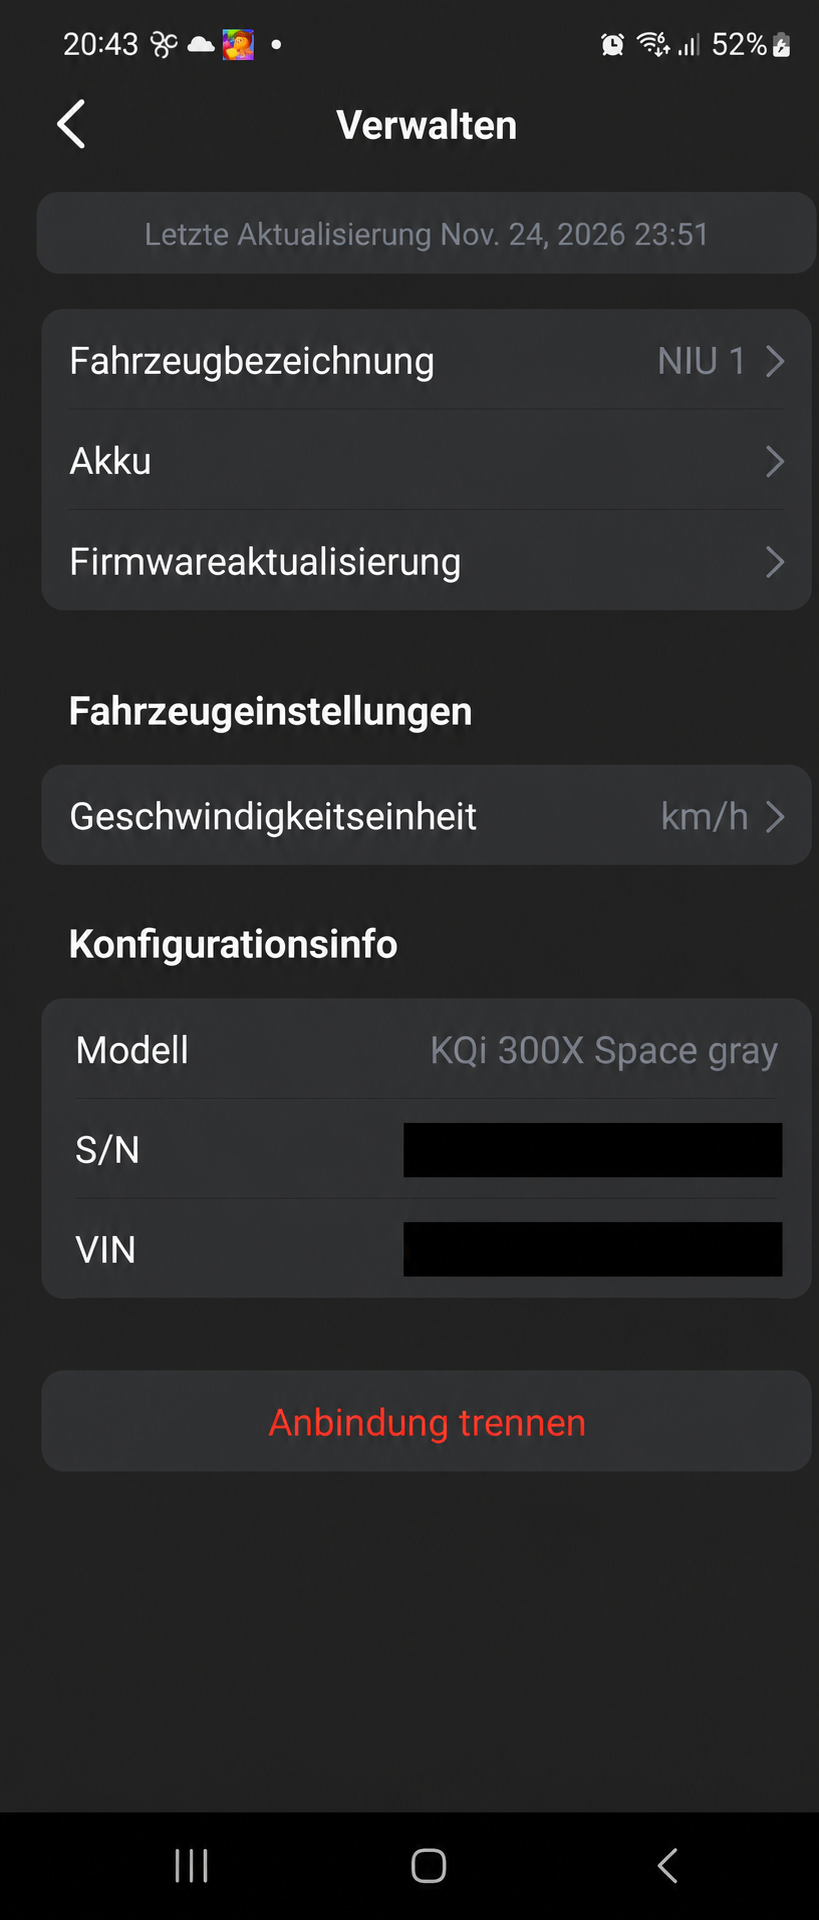 20:43 52%
Verwalten
Letzte Aktualisierung Nov. 24, 2026 23:51
Fahrzeugbezeichnung NIU 1
Akku
Firmwareaktualisierung
Fahrzeugeinstellungen
Geschwindigkeitseinheit km/h
Konfigurationsinfo
Modell KQi 300X Space gray
S/N
VIN
Anbindung trennen